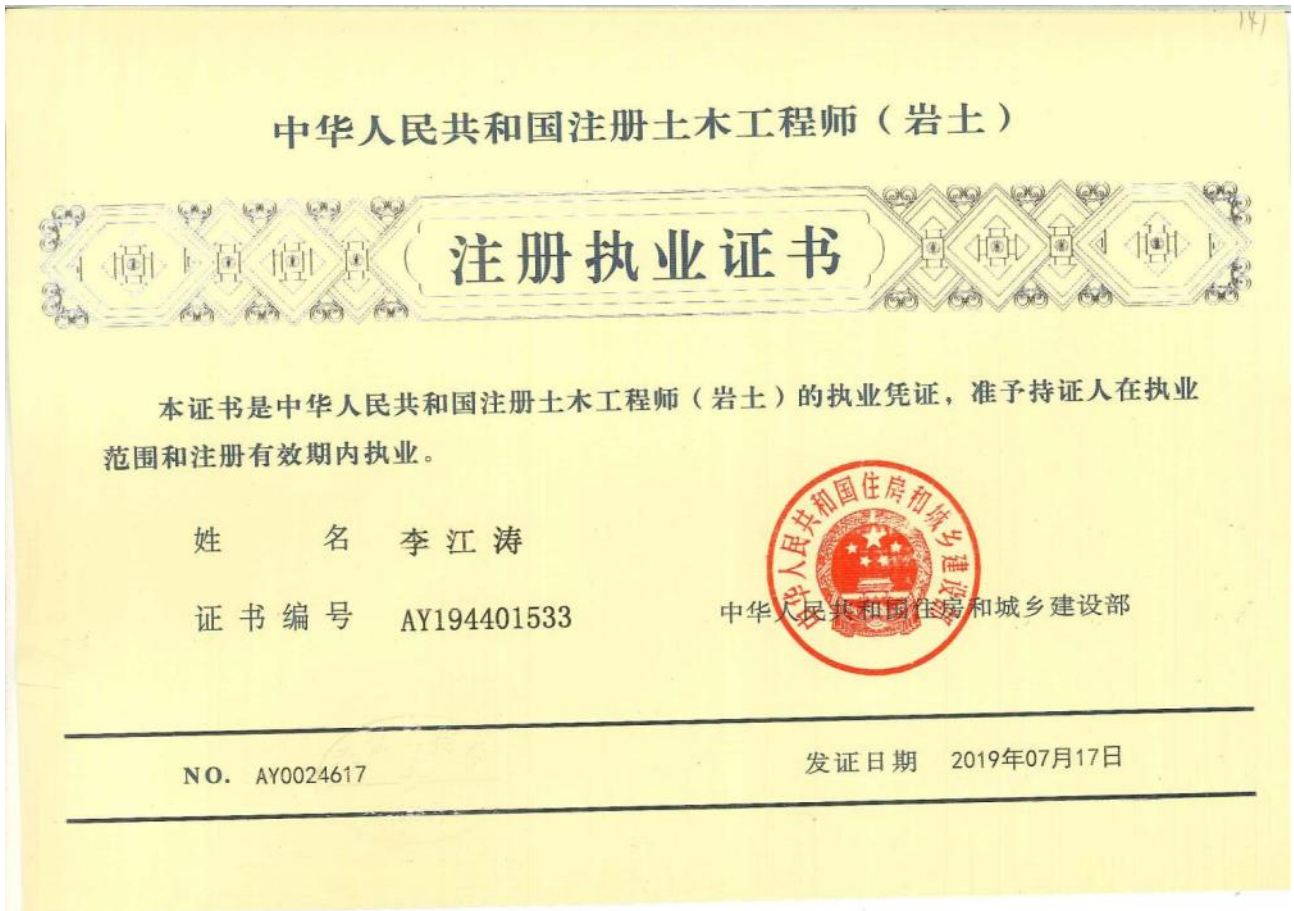 141
中华人民共和国注册土木工程师（岩土）
注册执业证书
本证书是中华人民共和国注册土木工程师（岩土）的执业凭证，准予持证人在执业
范围和注册有效期内执业。
姓 名 李江涛
证书编号 AY194401533
中华人民共和国住房和城乡建设部
中华人民共和国住房和城乡建设部
NO. AY0024617
发证日期 2019年07月17日